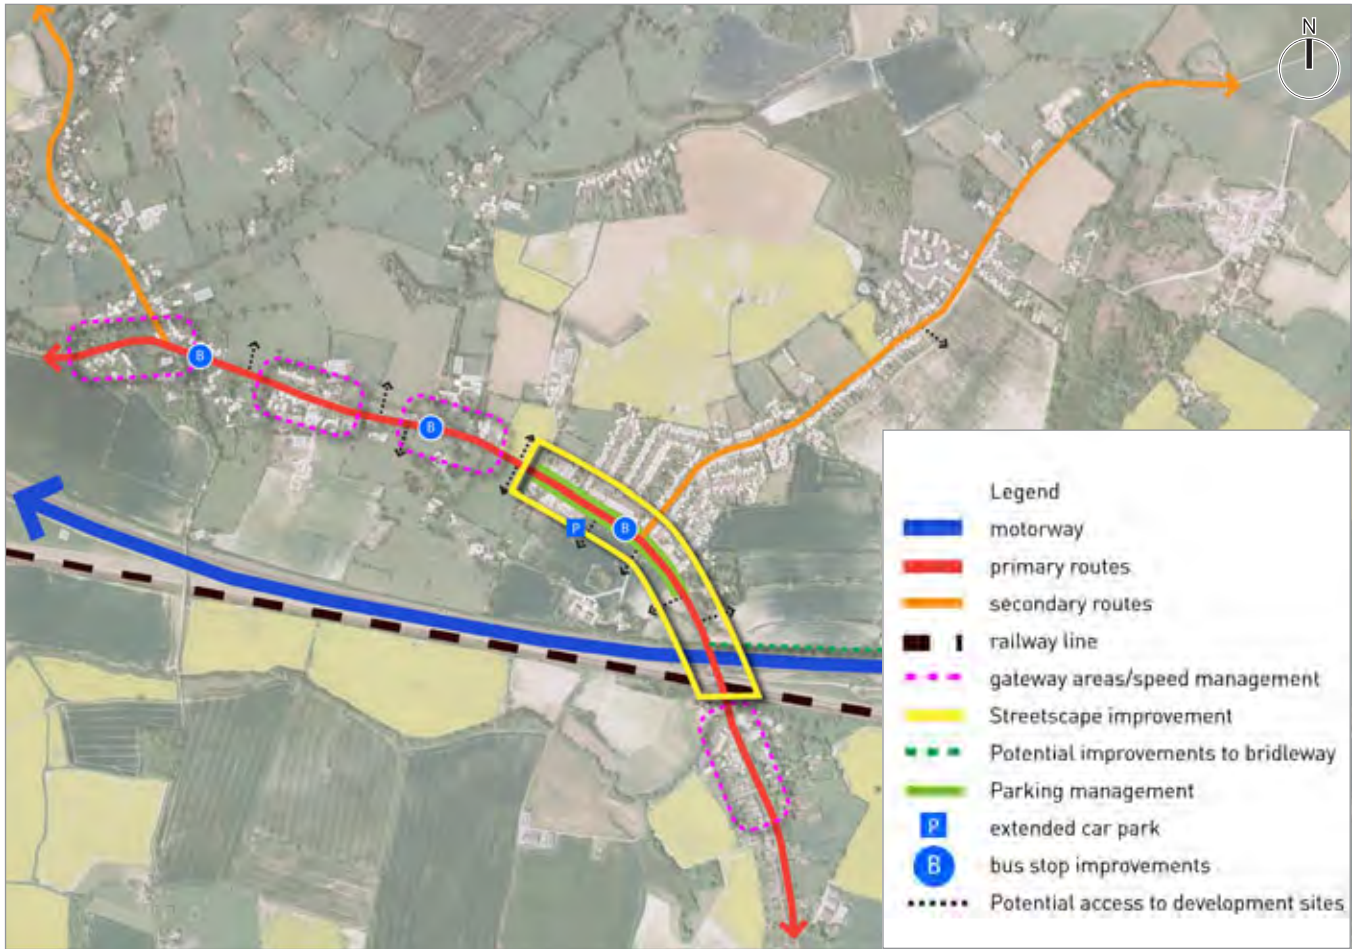 N
B
B
P
B
Legend
motorway
primary routes
secondary routes
railway line
gateway areas/speed management
Streetscape improvement
Potential improvements to bridleway
Parking management
P extended car park
B bus stop improvements
Potential access to development sites